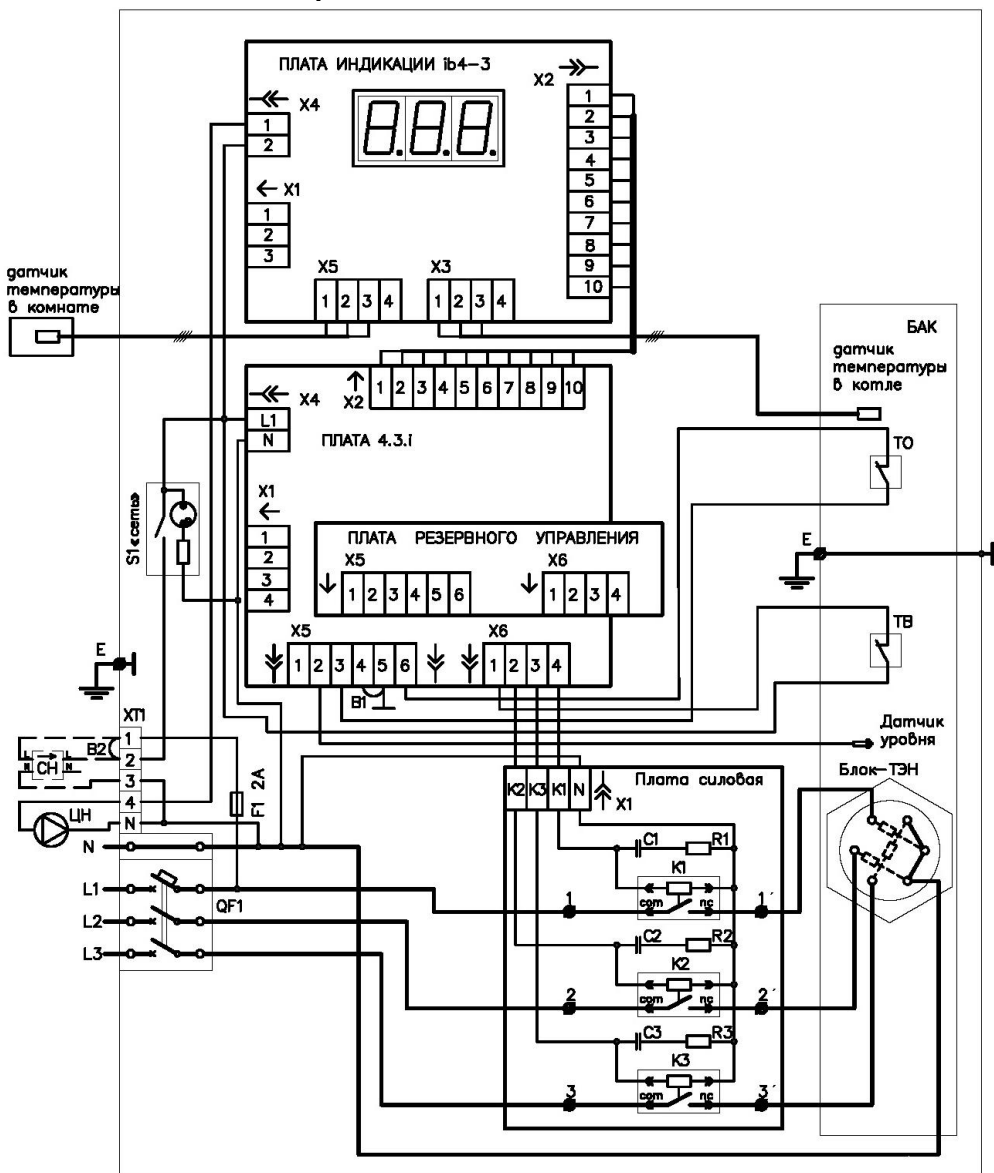 ПЛАТА ИНДИКАЦИИ ib4-3
X2
X4
1
2
X1
1
2
3
8.8.8.
1
2
3
4
5
6
7
8
9
10
X5
1 2 3 4
X3
1 2 3 4
датчик
температуры
в комнате
БАК
датчик
температуры
в котле
X4
L1
N
X2
1 2 3 4 5 6 7 8 9 10
ПЛАТА 4.3.i
ТО
X1
1
2
3
4
S1 «сеть»
ПЛАТА РЕЗЕРВНОГО УПРАВЛЕНИЯ
X5
1 2 3 4 5 6
X6
1 2 3 4
E
ТВ
X5
1 2 3 4 5 6
X6
1 2 3 4
B1
E
XT1
1
2
3
4
N
B2
L L
CH
N N
ЦН
F1 2A
Датчик
уровня
Блок-ТЭН
K2 K3 K1 N
X1
Плата силовая
N
L1
L2
L3
QF1
C1 R1
K1
com nc
1 1´
C2 R2
K2
com nc
2 2´
C3 R3
K3
com nc
3 3´